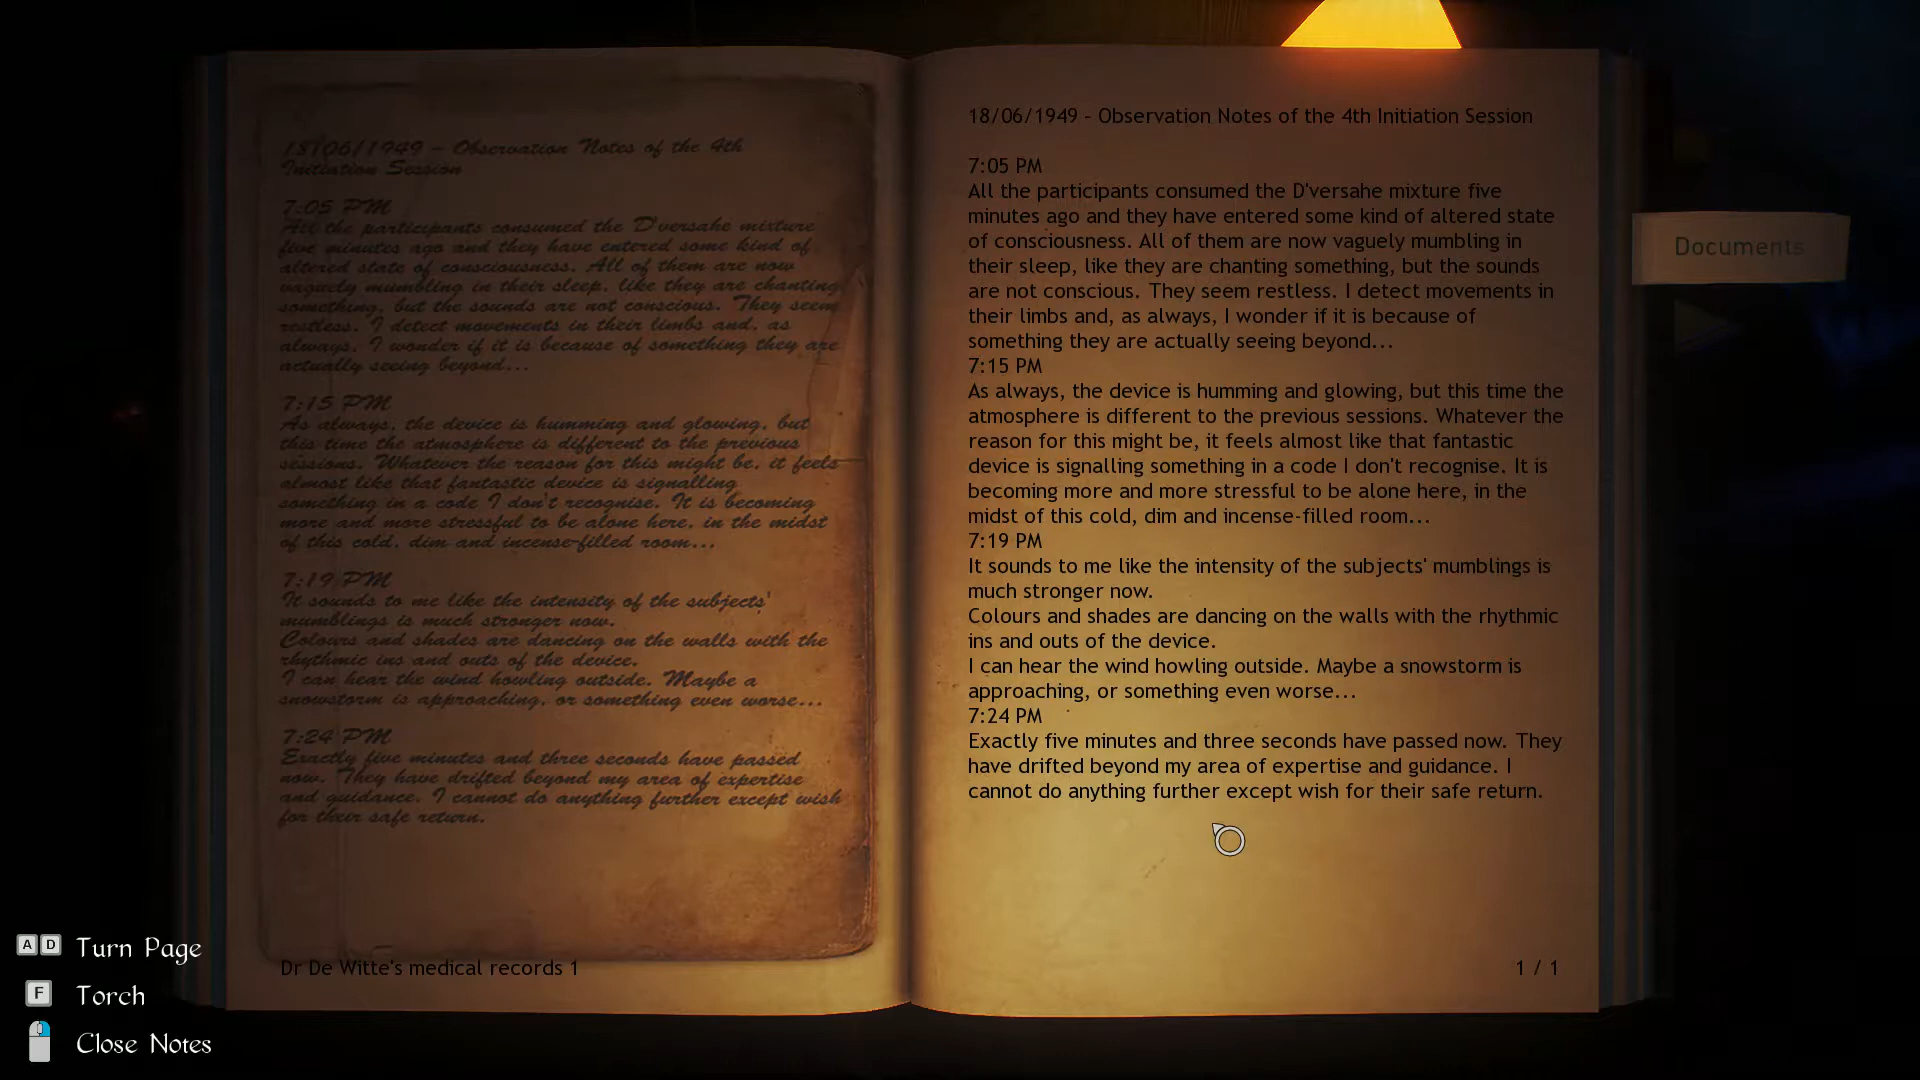 18/06/1949 - Observation Notes of the 4th
Initiation Session
7:05 PM
All the participants consumed the D'versahe mixture
five minutes ago and they have entered some kind of
altered state of consciousness. All of them are now
vaguely mumbling in their sleep, like they are chanting
something, but the sounds are not conscious. They seem
restless. I detect movements in their limbs and, as
always, I wonder if it is because of something they are
actually seeing beyond...
7:15 PM
As always, the device is humming and glowing, but
this time the atmosphere is different to the previous
sessions. Whatever the reason for this might be, it feels
almost like that fantastic device is signalling
something in a code I don't recognise. It is becoming
more and more stressful to be alone here, in the midst
of this cold, dim and incense-filled room...
7:19 PM
It sounds to me like the intensity of the subjects'
mumblings is much stronger now.
Colours and shades are dancing on the walls with the
rhythmic ins and outs of the device.
I can hear the wind howling outside. Maybe a
snowstorm is approaching, or something even worse...
7:24 PM
Exactly five minutes and three seconds have passed
now. They have drifted beyond my area of expertise
and guidance. I cannot do anything further except wish
for their safe return.
Dr De Witte's medical records 1
18/06/1949 - Observation Notes of the 4th Initiation Session
7:05 PM
All the participants consumed the D'versahe mixture five
minutes ago and they have entered some kind of altered state
of consciousness. All of them are now vaguely mumbling in
their sleep, like they are chanting something, but the sounds
are not conscious. They seem restless. I detect movements in
their limbs and, as always, I wonder if it is because of
something they are actually seeing beyond...
7:15 PM
As always, the device is humming and glowing, but this time the
atmosphere is different to the previous sessions. Whatever the
reason for this might be, it feels almost like that fantastic
device is signalling something in a code I don't recognise. It is
becoming more and more stressful to be alone here, in the
midst of this cold, dim and incense-filled room...
7:19 PM
It sounds to me like the intensity of the subjects' mumblings is
much stronger now.
Colours and shades are dancing on the walls with the rhythmic
ins and outs of the device.
I can hear the wind howling outside. Maybe a snowstorm is
approaching, or something even worse...
7:24 PM
Exactly five minutes and three seconds have passed now. They
have drifted beyond my area of expertise and guidance. I
cannot do anything further except wish for their safe return.
1 / 1
Documents
A D Turn Page
F Torch
Close Notes